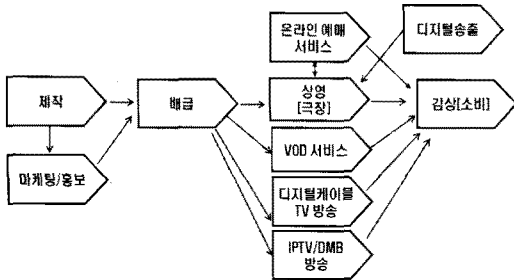 온라인 예매
서비스
디지털송출
제작
배급
상영
[극장]
감상[소비]
마케팅/홍보
VOD 서비스
디지털케이블
TV 방송
IPTV/DMB
방송